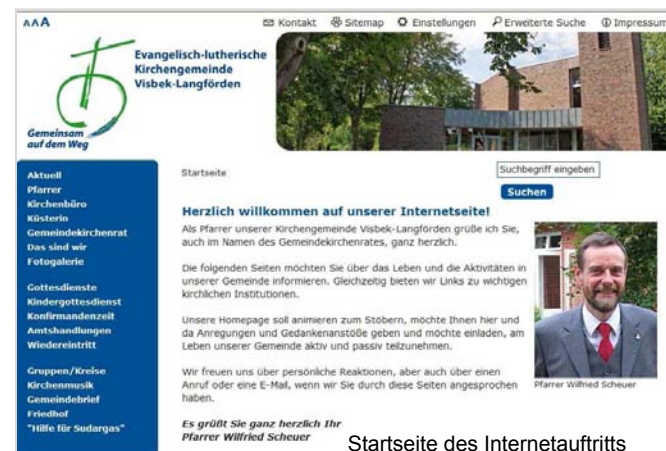 AAA
Kontakt Sitemap Einstellungen Erweiterte Suche Impressum
Evangelisch-lutherische
Kirchengemeinde
Visbek-Langförden
Gemeinsam
auf dem Weg
Aktuell
Pfarrer
Kirchenbüro
Küsterin
Gemeindekirchenrat
Das sind wir
Fotogalerie
Gottesdienste
Kindergottesdienst
Konfirmandenzeit
Amtshandlungen
Wiedereintritt
Gruppen/Kreise
Kirchenmusik
Gemeindebrief
Friedhof
"Hilfe für Sudargas"
Startseite
Suchbegriff eingeben
Suchen
Herzlich willkommen auf unserer Internetseite!
Als Pfarrer unserer Kirchengemeinde Visbek-Langförden grüße ich Sie,
auch im Namen des Gemeindekirchenrates, ganz herzlich.
Die folgenden Seiten möchten Sie über das Leben und die Aktivitäten in
unserer Gemeinde informieren. Gleichzeitig bieten wir Links zu wichtigen
kirchlichen Institutionen.
Unsere Homepage soll animieren zum Stöbern, möchte Ihnen hier und
da Anregungen und Gedankenanstöße geben und möchte einladen, am
Leben unserer Gemeinde aktiv und passiv teilzunehmen.
Wir freuen uns über persönliche Reaktionen, aber auch über einen
Anruf oder eine E-Mail, wenn wir Sie durch diese Seiten angesprochen
haben.
Es grüßt Sie ganz herzlich Ihr
Pfarrer Wilfried Scheuer
Pfarrer Wilfried Scheuer
Startseite des Internetauftritts